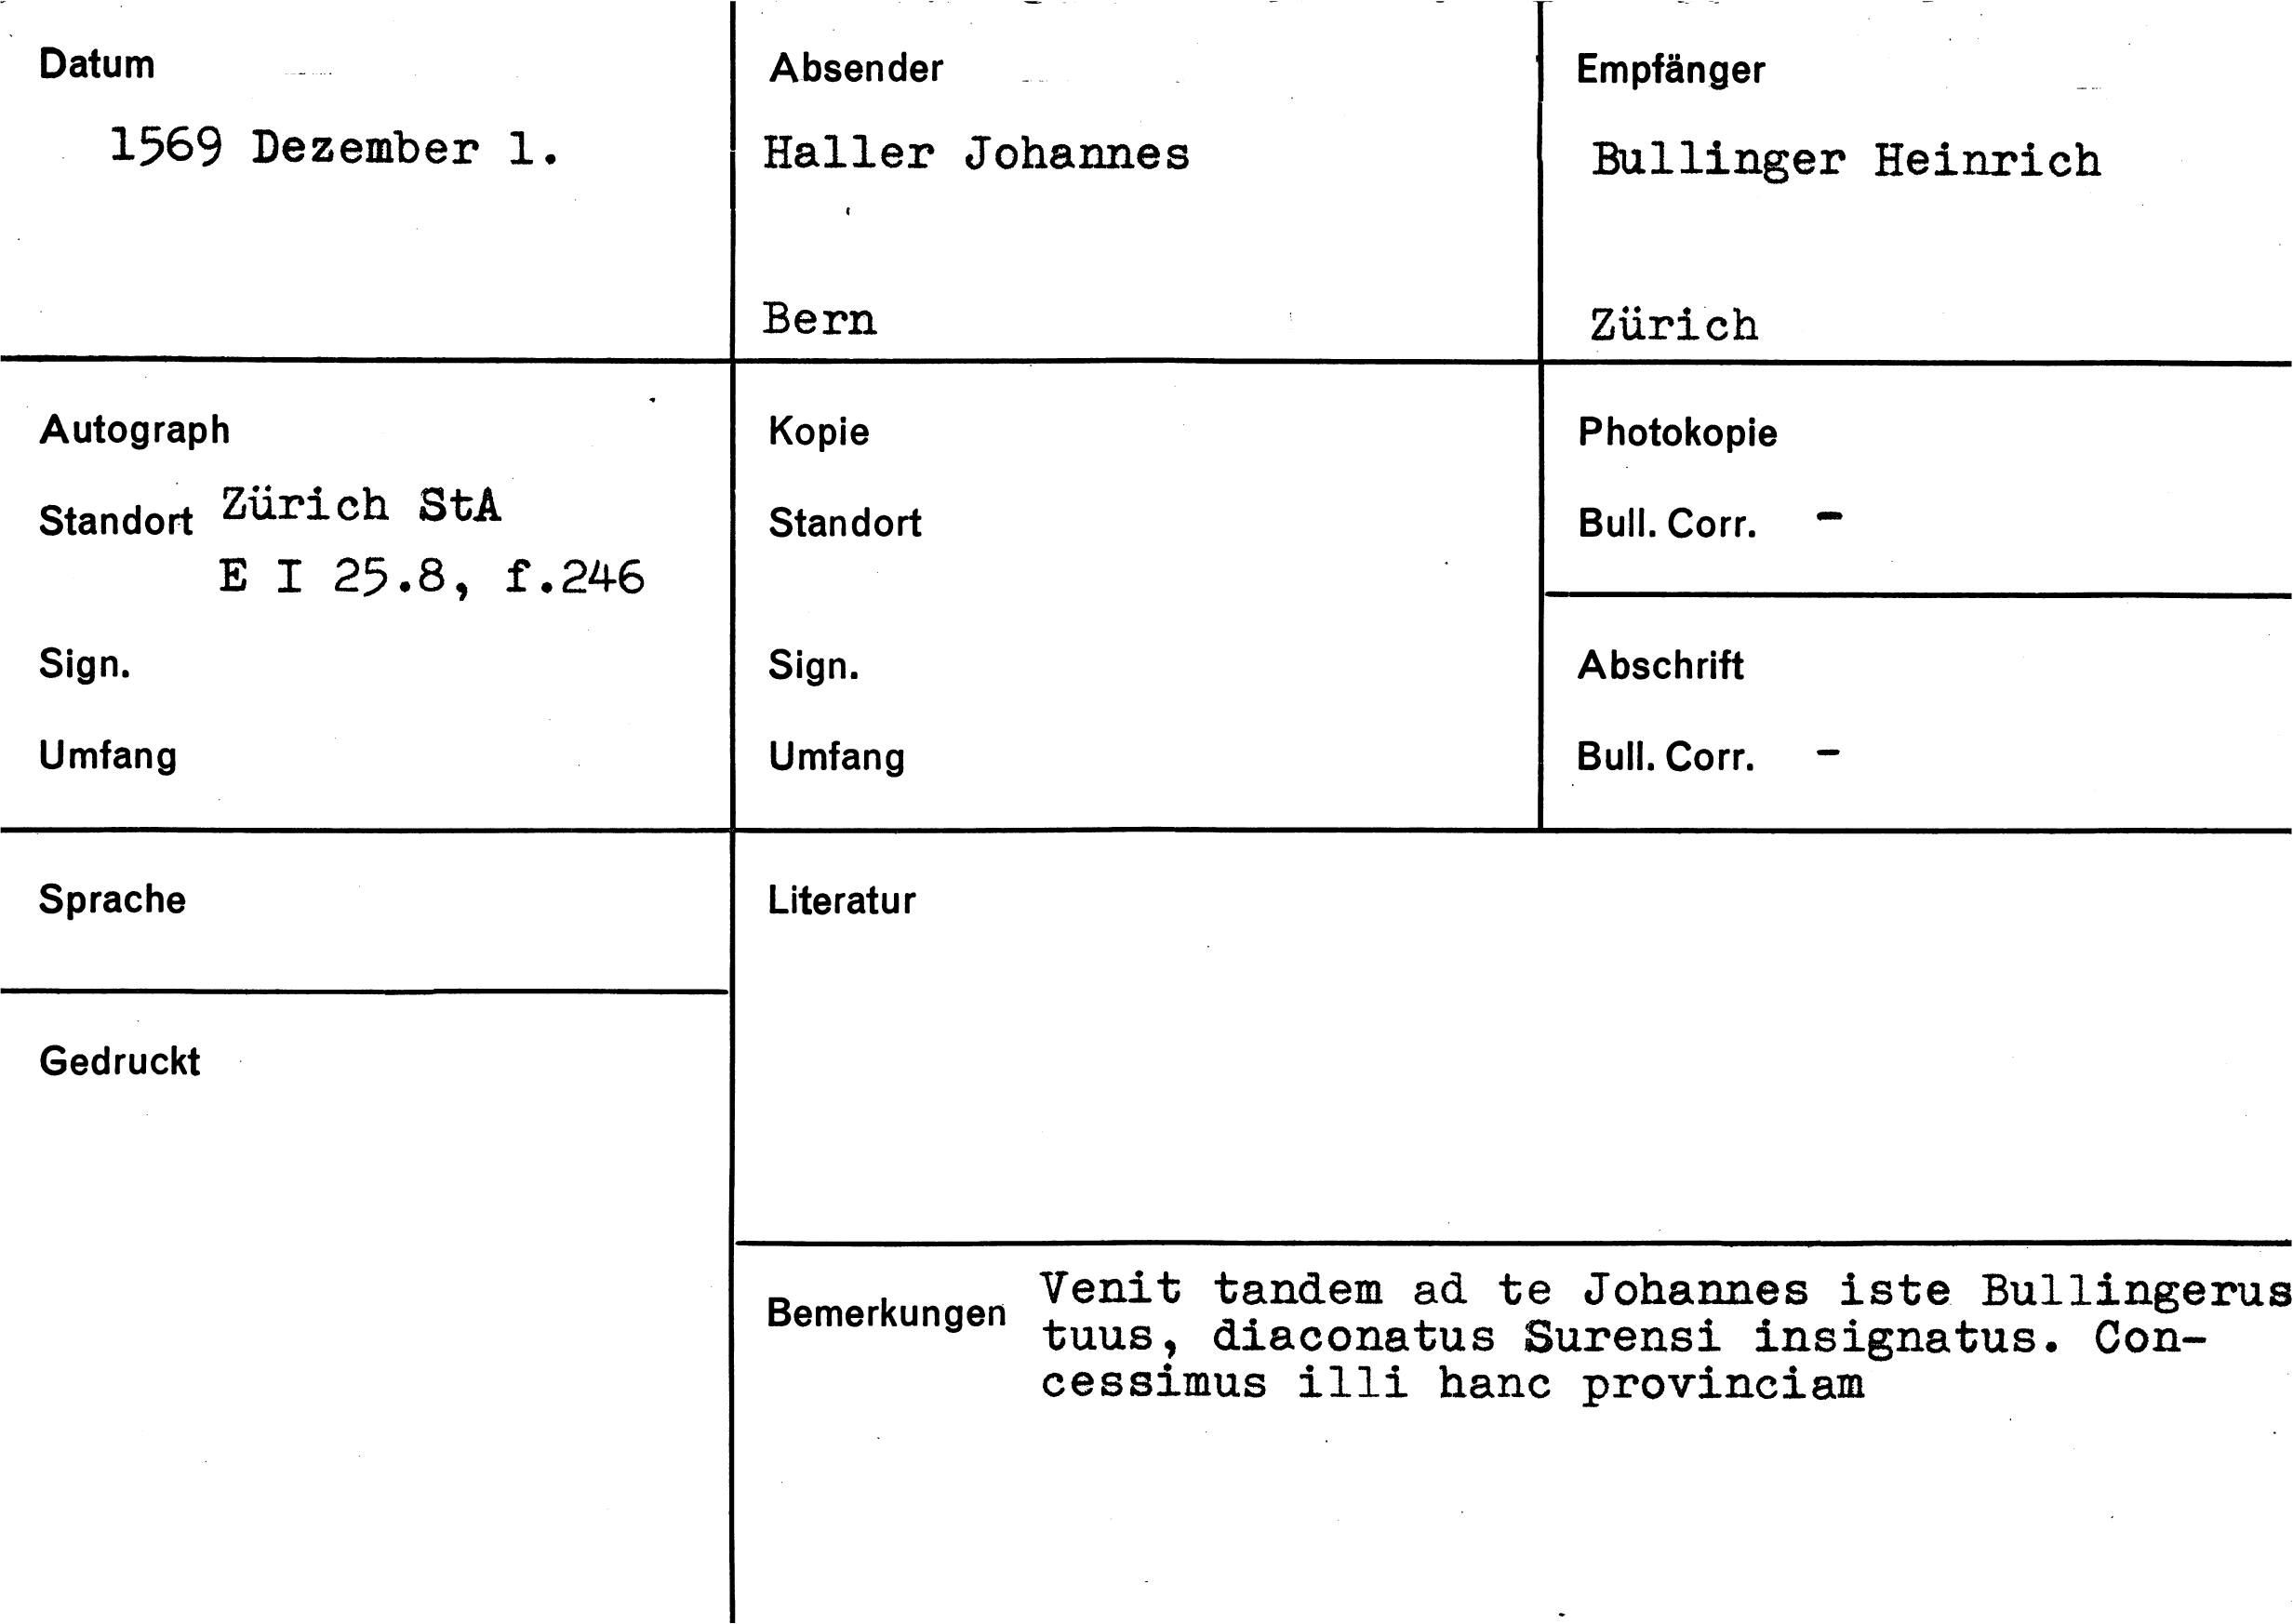 Datum
1569 Dezember 1.
Absender
Haller Johannes
Bern
Empfänger
Bullinger Heinrich
Zürich
Autograph
Standort Zürich StA
E I 25.8, f.246
Sign.
Umfang
Kopie
Standort
Sign.
Umfang
Photokopie
Bull. Corr. -
Abschrift
Bull. Corr. -
Sprache
Gedruckt
Literatur
Bemerkungen Venit tandem ad te Johannes iste Bullingerus
tuus, diaconatus Surensi insignatus. Con-
cessimus illi hanc provinciam